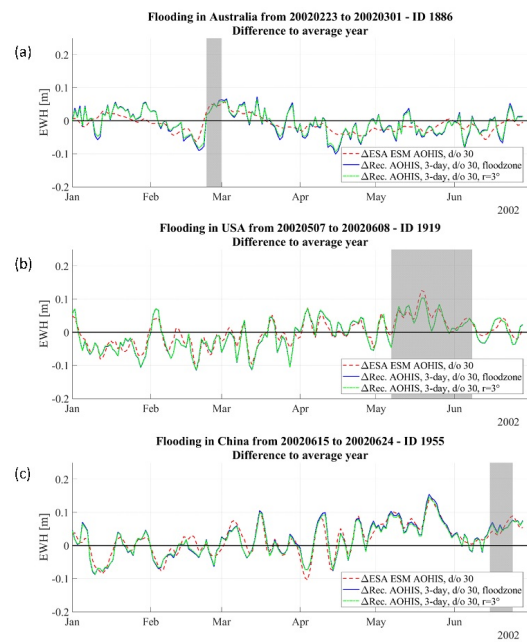 Flooding in Australia from 20020223 to 20020301 - ID 1886
Difference to average year
(a)
EWH [m]
0.2
0.1
0
-0.1
-0.2
ΔESA ESM AOHIS, d/o 30
ΔRec. AOHIS, 3-day, d/o 30, floodzone
ΔRec. AOHIS, 3-day, d/o 30, r=3°
Jan Feb Mar Apr May Jun
2002
Flooding in USA from 20020507 to 20020608 - ID 1919
Difference to average year
(b)
EWH [m]
0.2
0.1
0
-0.1
-0.2
ΔESA ESM AOHIS, d/o 30
ΔRec. AOHIS, 3-day, d/o 30, floodzone
ΔRec. AOHIS, 3-day, d/o 30, r=3°
Jan Feb Mar Apr May Jun
2002
Flooding in China from 20020615 to 20020624 - ID 1955
Difference to average year
(c)
EWH [m]
0.2
0.1
0
-0.1
-0.2
ΔESA ESM AOHIS, d/o 30
ΔRec. AOHIS, 3-day, d/o 30, floodzone
ΔRec. AOHIS, 3-day, d/o 30, r=3°
Jan Feb Mar Apr May Jun
2002